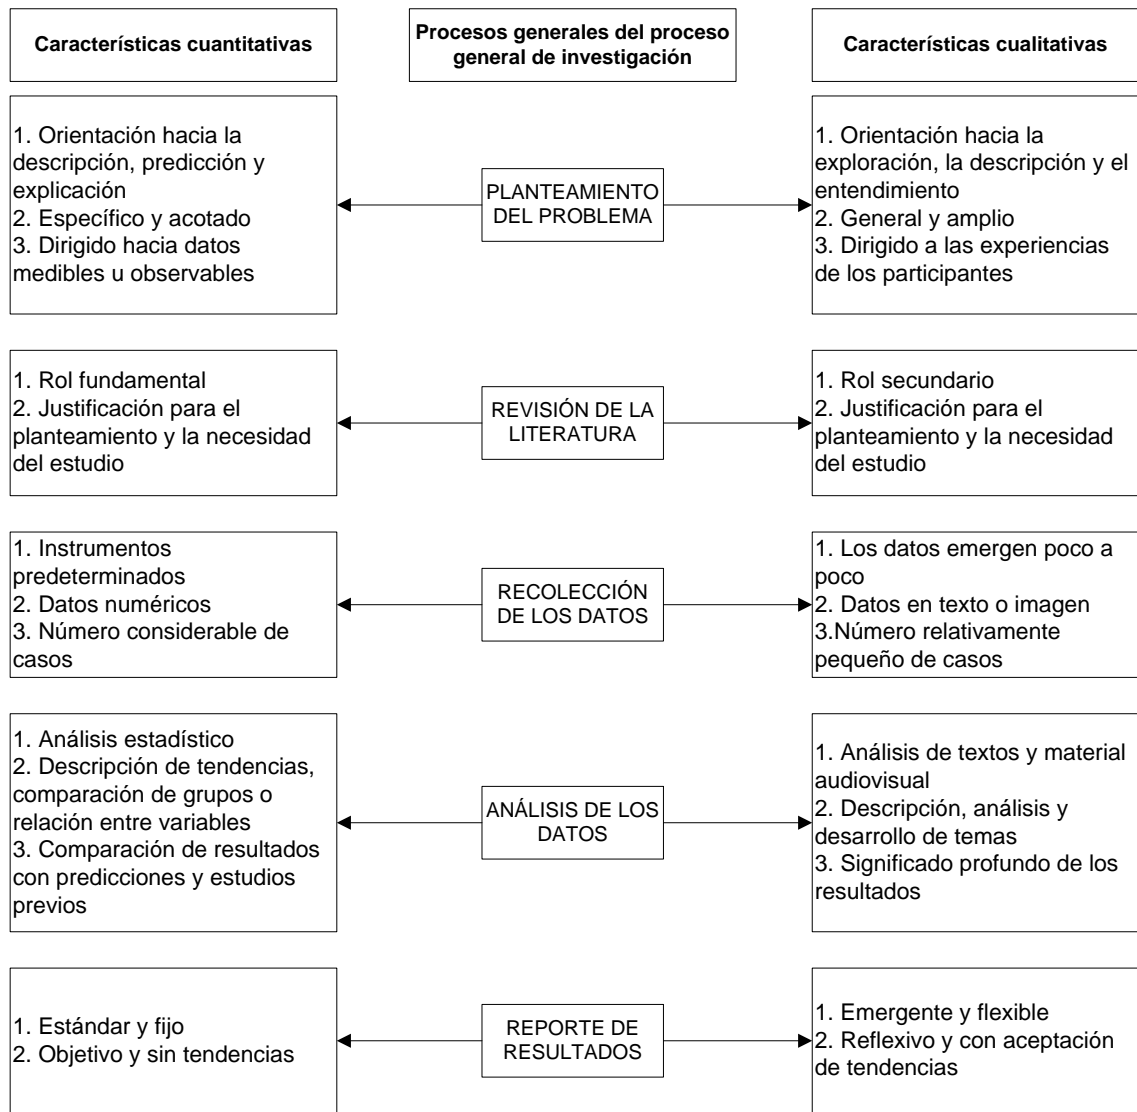 Características cuantitativas
Procesos generales del proceso
general de investigación
Características cualitativas
1. Orientación hacia la
descripción, predicción y
explicación
2. Específico y acotado
3. Dirigido hacia datos
medibles u observables
PLANTEAMIENTO
DEL PROBLEMA
1. Orientación hacia la
exploración, la descripción y el
entendimiento
2. General y amplio
3. Dirigido a las experiencias
de los participantes
1. Rol fundamental
2. Justificación para el
planteamiento y la necesidad
del estudio
REVISIÓN DE LA
LITERATURA
1. Rol secundario
2. Justificación para el
planteamiento y la necesidad
del estudio
1. Instrumentos
predeterminados
2. Datos numéricos
3. Número considerable de
casos
RECOLECCIÓN
DE LOS DATOS
1. Los datos emergen poco a
poco
2. Datos en texto o imagen
3.Número relativamente
pequeño de casos
1. Análisis estadístico
2. Descripción de tendencias,
comparación de grupos o
relación entre variables
3. Comparación de resultados
con predicciones y estudios
previos
ANÁLISIS DE LOS
DATOS
1. Análisis de textos y material
audiovisual
2. Descripción, análisis y
desarrollo de temas
3. Significado profundo de los
resultados
1. Estándar y fijo
2. Objetivo y sin tendencias
REPORTE DE
RESULTADOS
1. Emergente y flexible
2. Reflexivo y con aceptación
de tendencias